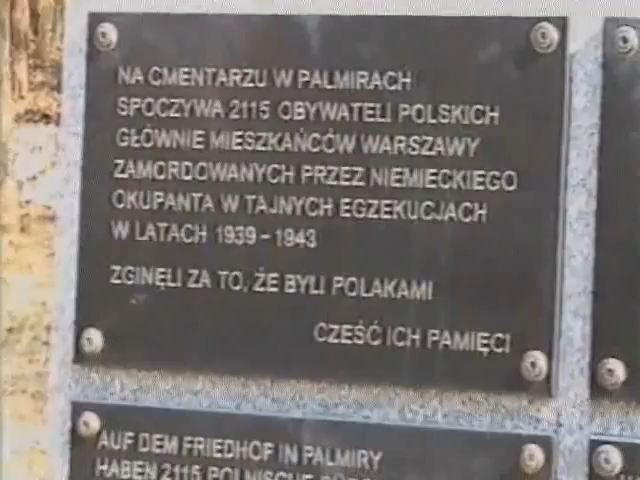 NA CMENTARZU W PALMIRACH
SPOCZYWA 2115 OBYWATELI POLSKICH
GŁÓWNIE MIESZKAŃCÓW WARSZAWY
ZAMORDOWANYCH PRZEZ NIEMIECKIEGO
OKUPANTA W TAJNYCH EGZEKUCJACH
W LATACH 1939 - 1943
ZGINĘLI ZA TO, ŻE BYLI POLAKAMI
CZEŚĆ ICH PAMIĘCI
AUF DEM FRIEDHOF IN PALMIRY
HABEN 2115 POLNISCHE